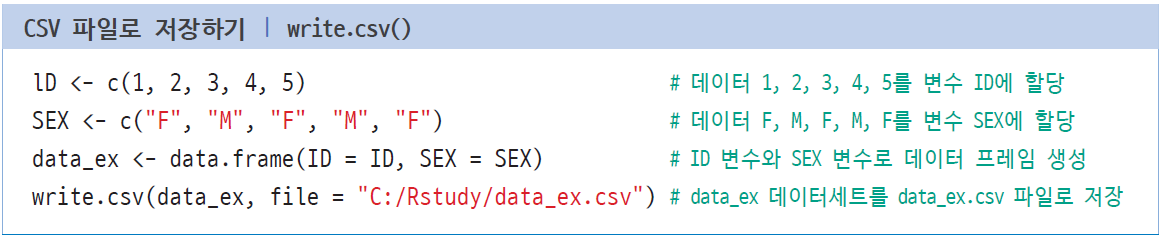 CSV 파일로 저장하기 | write.csv()
lD <- c(1, 2, 3, 4, 5) # 데이터 1, 2, 3, 4, 5를 변수 ID에 할당
SEX <- c("F", "M", "F", "M", "F") # 데이터 F, M, F, M, F를 변수 SEX에 할당
data_ex <- data.frame(ID = ID, SEX = SEX) # ID 변수와 SEX 변수로 데이터 프레임 생성
write.csv(data_ex, file = "C:/Rstudy/data_ex.csv") # data_ex 데이터세트를 data_ex.csv 파일로 저장